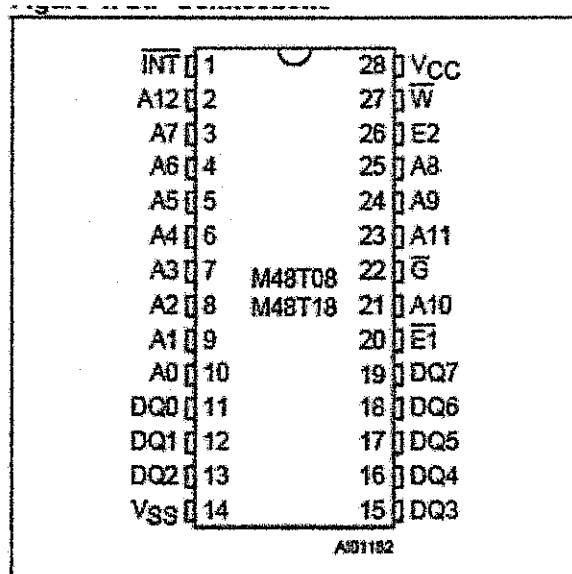 I̅N̅T̅ 1 28 VCC
A12 2 27 W̅
A7 3 26 E2
A6 4 25 A8
A5 5 24 A9
A4 6 23 A11
A3 7 22 G̅
M48T08
A2 8 21 A10
M48T18
A1 9 20 E̅1̅
A0 10 19 DQ7
DQ0 11 18 DQ6
DQ1 12 17 DQ5
DQ2 13 16 DQ4
VSS 14 15 DQ3
AI01182